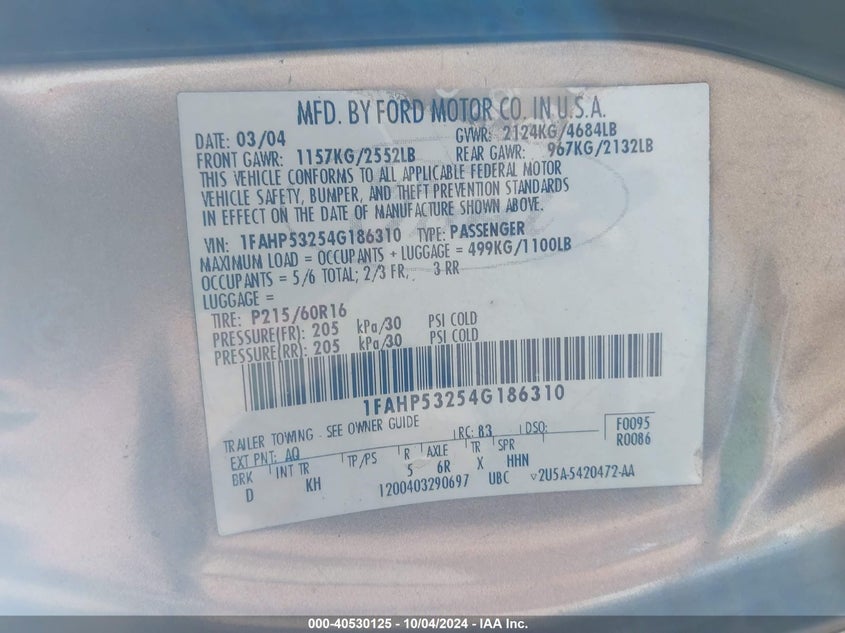 MFD. BY FORD MOTOR CO. IN U.S.A.
DATE: 03/04 GVWR: 2124KG/4684LB
FRONT GAWR: 1157KG/2552LB REAR GAWR: 967KG/2132LB
THIS VEHICLE CONFORMS TO ALL APPLICABLE FEDERAL MOTOR
VEHICLE SAFETY, BUMPER, AND THEFT PREVENTION STANDARDS
IN EFFECT ON THE DATE OF MANUFACTURE SHOWN ABOVE.
VIN: 1FAHP53254G186310 TYPE: PASSENGER
MAXIMUM LOAD = OCCUPANTS + LUGGAGE = 499KG/1100LB
OCCUPANTS = 5/6 TOTAL; 2/3 FR, 3 RR
LUGGAGE =
TIRE: P215/60R16
PRESSURE(FR): 205 kPa/30 PSI COLD
PRESSURE(RR): 205 kPa/30 PSI COLD
1FAHP53254G186310
TRAILER TOWING - SEE OWNER GUIDE
EXT PNT: AQ RC: 83 DSO: F0095
R0086
BRK INT TR TP/PS R AXLE TR SPR
D KH 5 6R X HHN
1200403290697 UBC v2U5A-5420472-AA
000-40530125 - 10/04/2024 - IAA Inc.